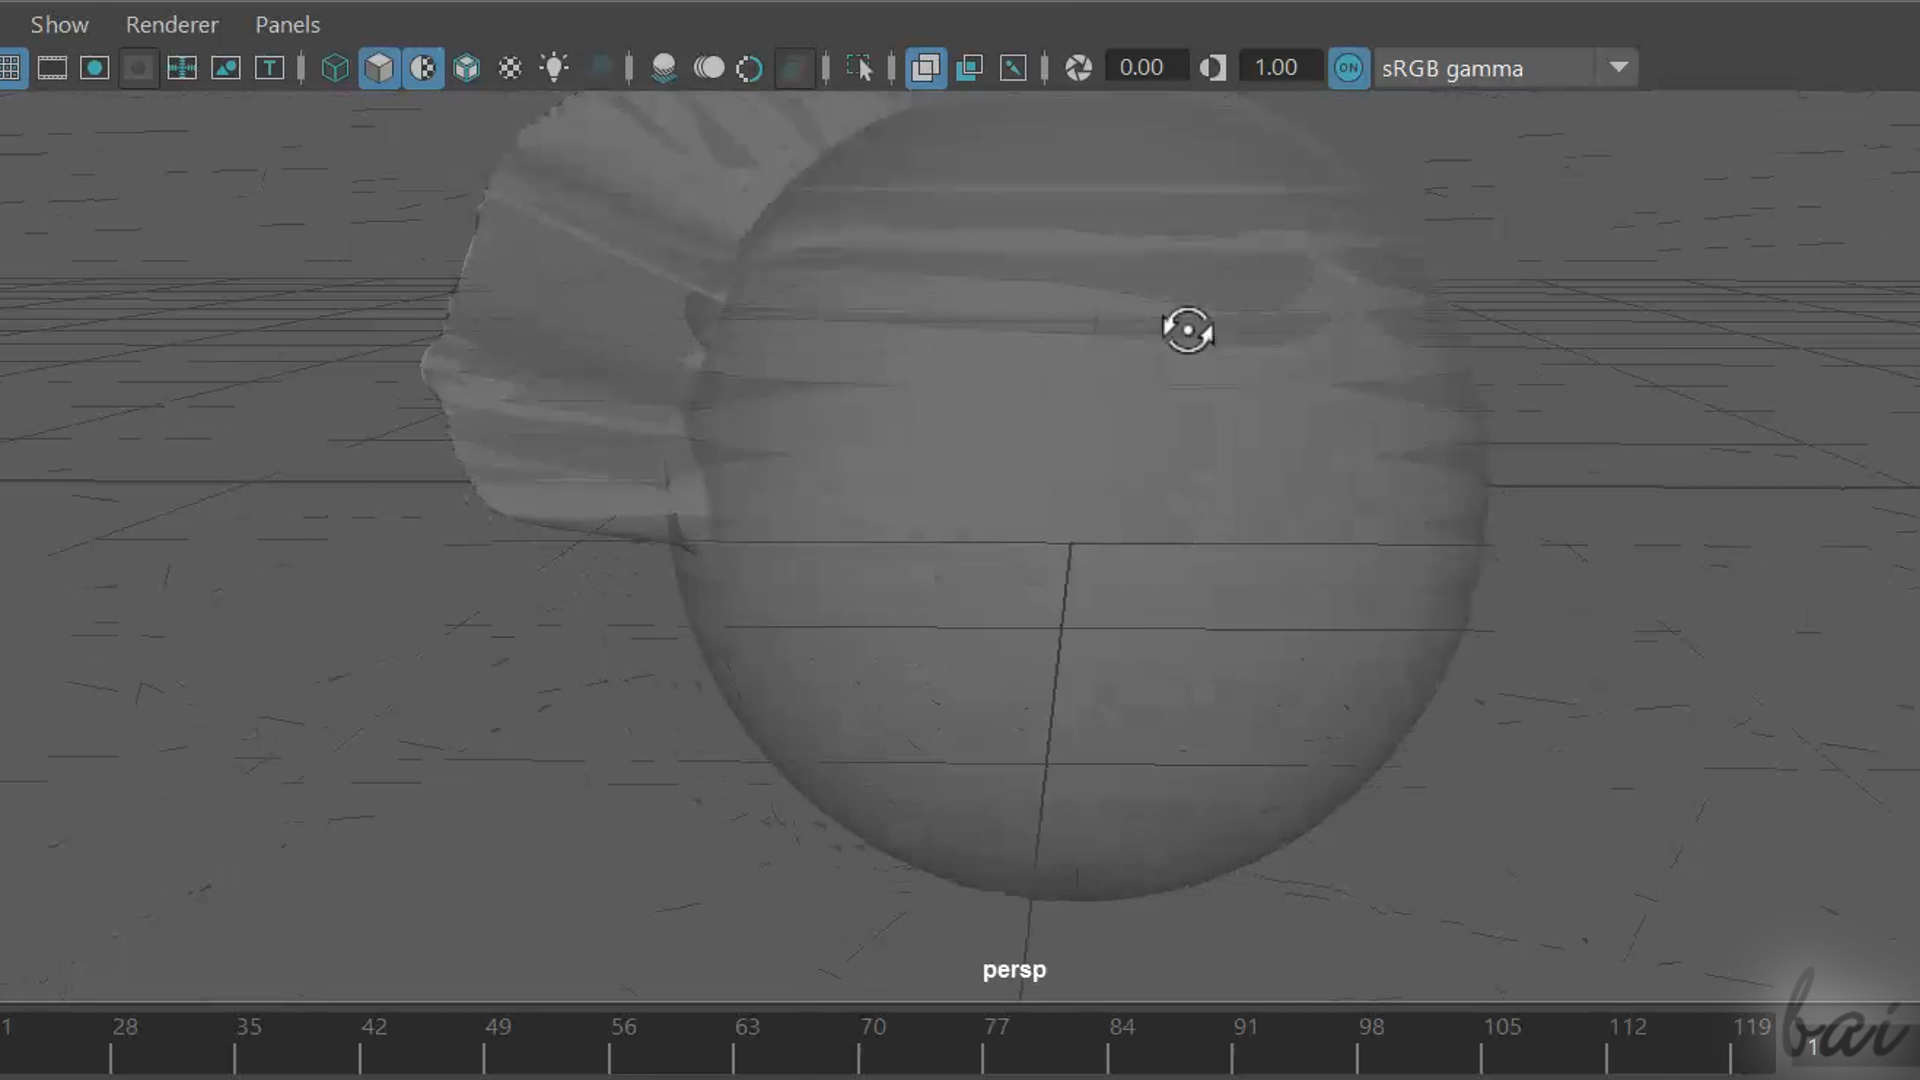 Show Renderer Panels
T 0.00 1.00 ON sRGB gamma
persp
1 28 35 42 49 56 63 70 77 84 91 98 105 112 119
1
bai